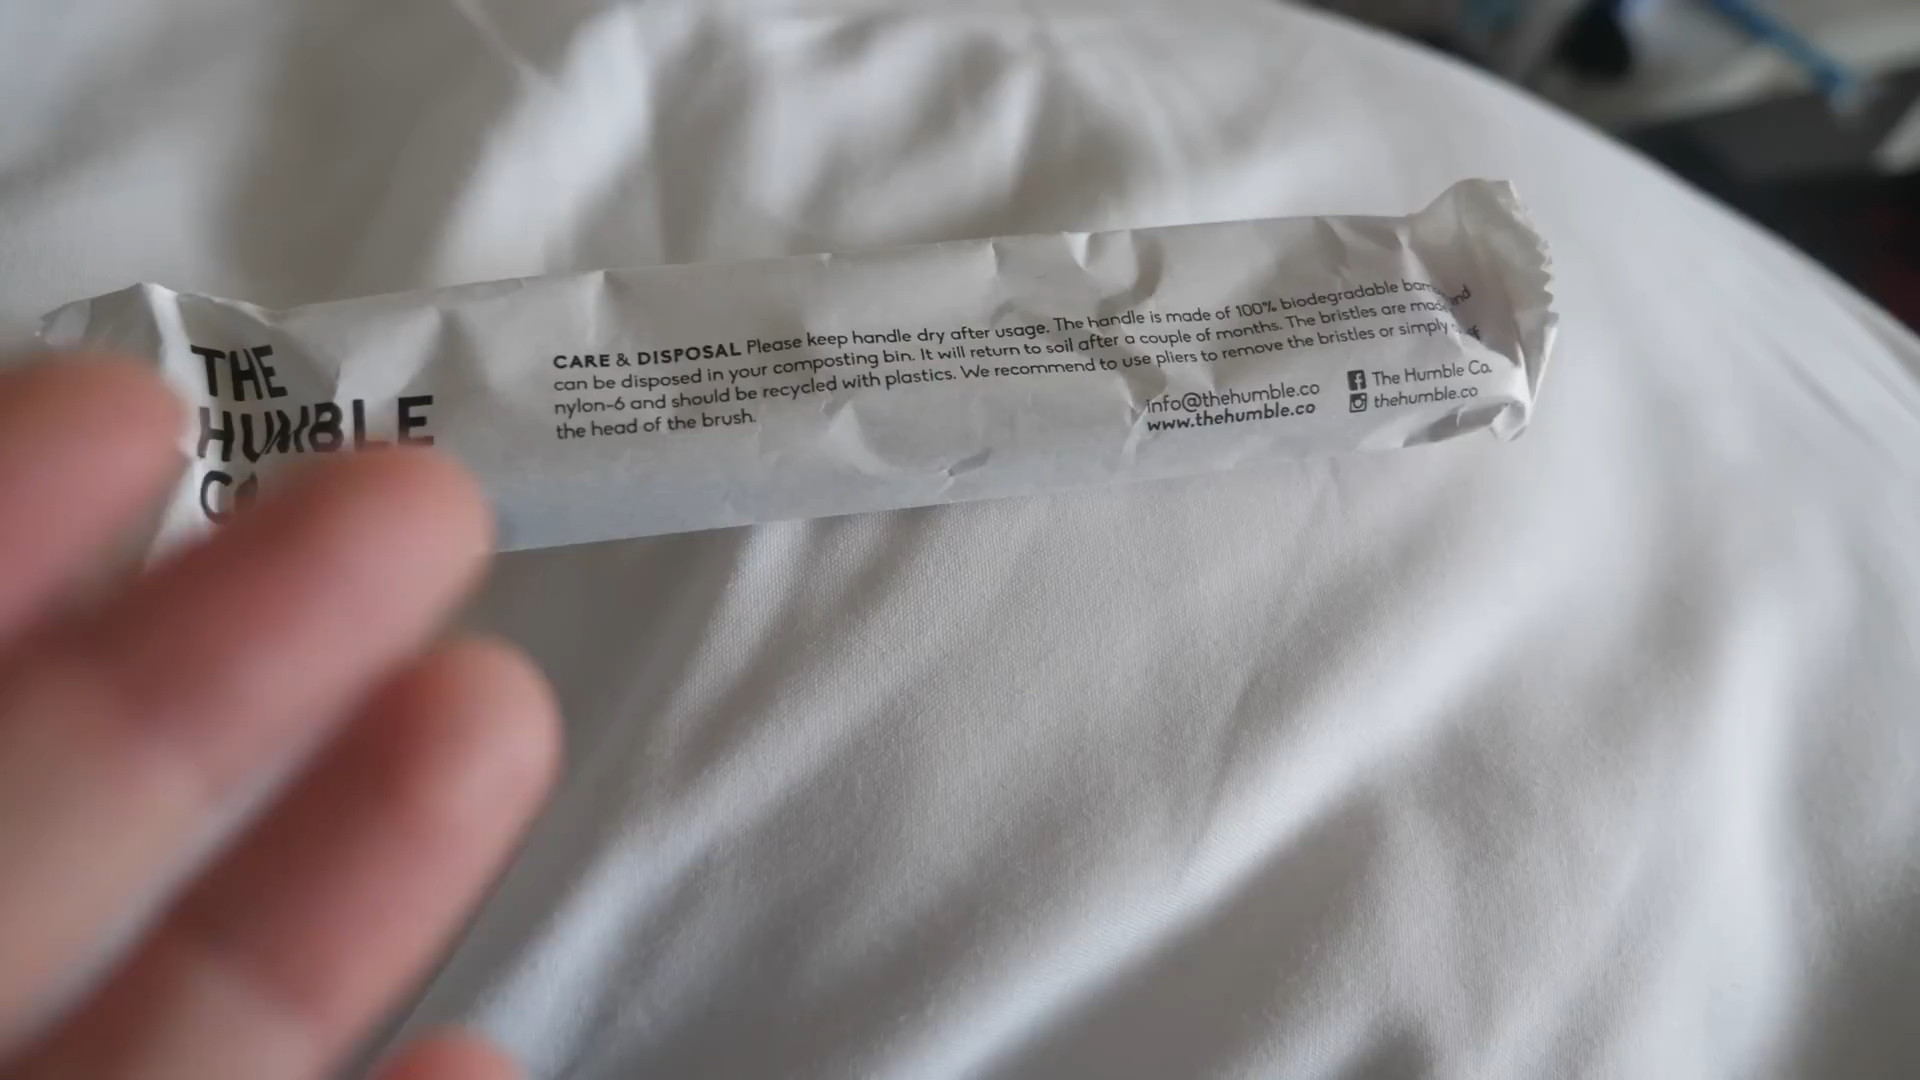 THE
HUMBLE
CARE & DISPOSAL Please keep handle dry after usage. The handle is made of 100% biodegradable and
can be disposed in your composting bin. It will return to soil after a couple of months. The bristles are made of
nylon-6 and should be recycled with plastics. We recommend to use pliers to remove the bristles or simply
the head of the brush.
info@thehumble.co
www.thehumble.co
The Humble Co.
thehumble.co